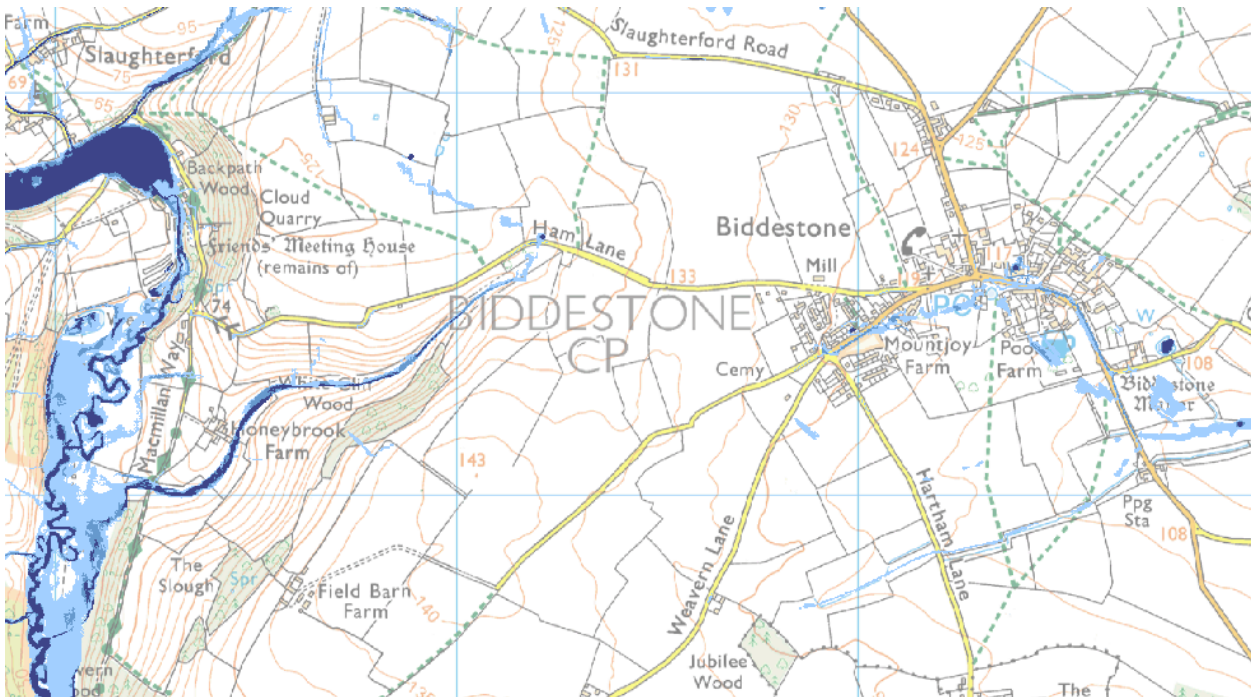 Farm
95
125
Slaughterford Road
Slaughterford
75
131
69
65
130
124
125
Backpath
Wood
125
Cloud
Quarry
Friends' Meeting House
(remains of)
Ham Lane
Biddestone
133
Mill
119
Spr
74
BIDDESTONE
CP
PC
W
Cemy
Mountjoy
Farm
Pool
Farm
108
Biddestone
Manor
Macmillan Way
Wood
Honeybrook
Farm
143
Hartham Lane
Ppg
Sta
108
The
Slough
Spr
Field Barn
Farm
140
Weavern Lane
Jubilee
Wood
The